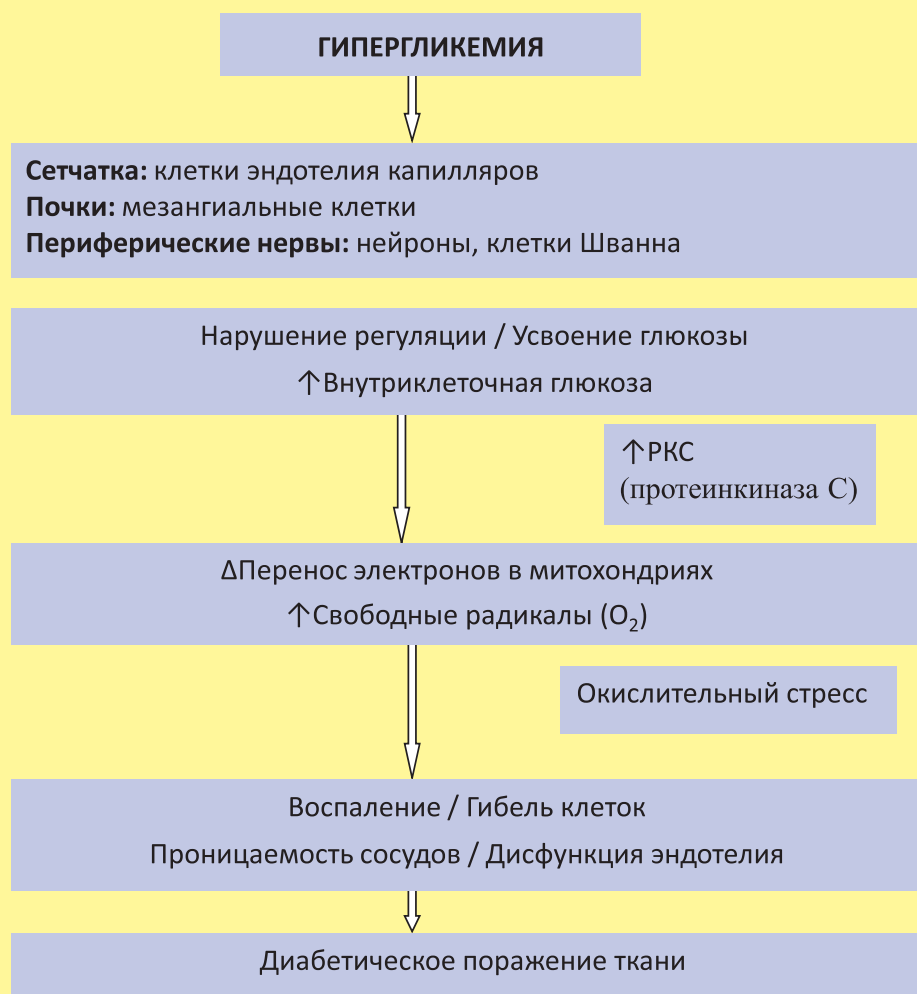 ГИПЕРГЛИКЕМИЯ
Сетчатка: клетки эндотелия капилляров
Почки: мезангиальные клетки
Периферические нервы: нейроны, клетки Шванна
Нарушение регуляции / Усвоение глюкозы
↑Внутриклеточная глюкоза
↑РКС
(протеинкиназа С)
ΔПеренос электронов в митохондриях
↑Свободные радикалы (O₂)
Окислительный стресс
Воспаление / Гибель клеток
Проницаемость сосудов / Дисфункция эндотелия
Диабетическое поражение ткани